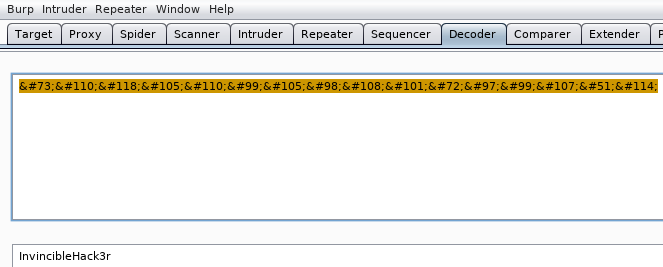 Burp Intruder Repeater Window Help
Target Proxy Spider Scanner Intruder Repeater Sequencer Decoder Comparer Extender
&#73;&#110;&#118;&#105;&#110;&#99;&#105;&#98;&#108;&#101;&#72;&#97;&#99;&#107;&#51;&#114;
InvincibleHack3r